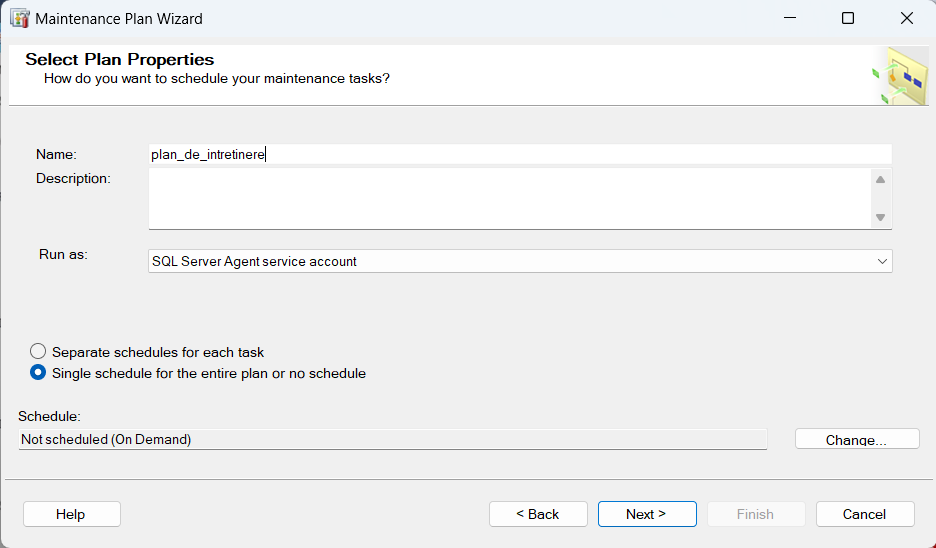 Maintenance Plan Wizard
Select Plan Properties
How do you want to schedule your maintenance tasks?
Name:
plan_de_intretinere
Description:
Run as:
SQL Server Agent service account
Separate schedules for each task
Single schedule for the entire plan or no schedule
Schedule:
Not scheduled (On Demand)
Change...
Help
< Back
Next >
Finish
Cancel